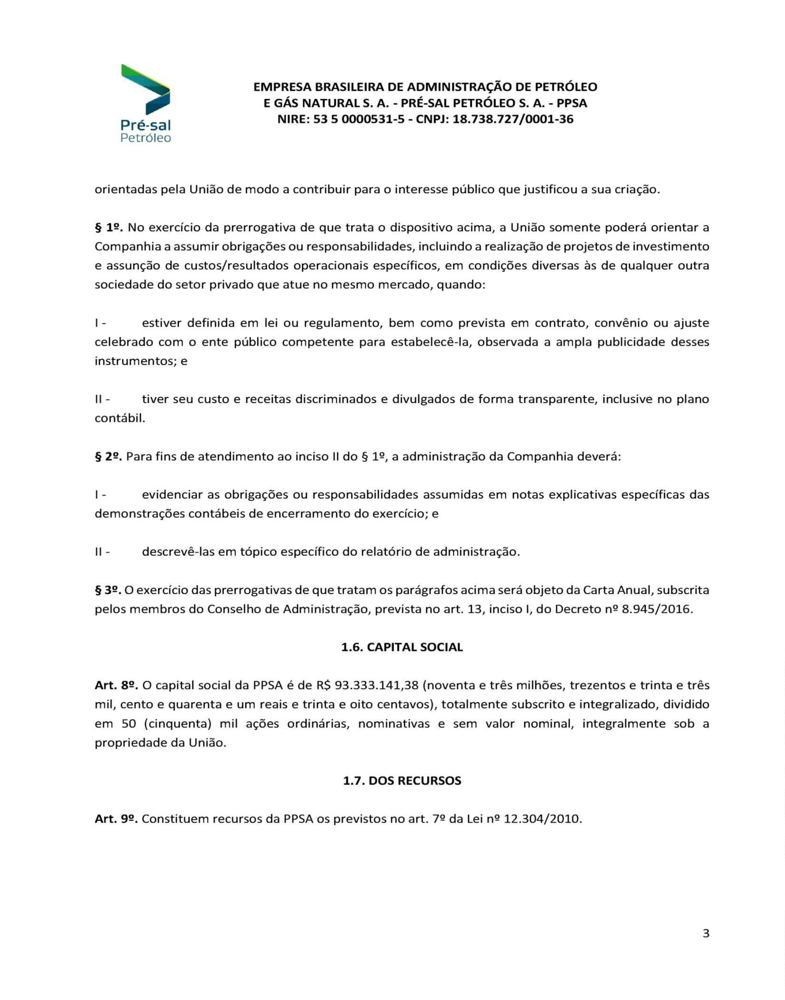 Pré-sal
Petróleo
EMPRESA BRASILEIRA DE ADMINISTRAÇÃO DE PETRÓLEO
E GÁS NATURAL S. A. - PRÉ-SAL PETRÓLEO S. A. - PPSA
NIRE: 53 5 0000531-5 - CNPJ: 18.738.727/0001-36
orientadas pela União de modo a contribuir para o interesse público que justificou a sua criação.
§ 1º. No exercício da prerrogativa de que trata o dispositivo acima, a União somente poderá orientar a
Companhia a assumir obrigações ou responsabilidades, incluindo a realização de projetos de investimento
e assunção de custos/resultados operacionais específicos, em condições diversas às de qualquer outra
sociedade do setor privado que atue no mesmo mercado, quando:
I - estiver definida em lei ou regulamento, bem como prevista em contrato, convênio ou ajuste
celebrado com o ente público competente para estabelecê-la, observada a ampla publicidade desses
instrumentos; e
II - tiver seu custo e receitas discriminados e divulgados de forma transparente, inclusive no plano
contábil.
§ 2º. Para fins de atendimento ao inciso II do § 1º, a administração da Companhia deverá:
I - evidenciar as obrigações ou responsabilidades assumidas em notas explicativas específicas das
demonstrações contábeis de encerramento do exercício; e
II - descrevê-las em tópico específico do relatório de administração.
§ 3º. O exercício das prerrogativas de que tratam os parágrafos acima será objeto da Carta Anual, subscrita
pelos membros do Conselho de Administração, prevista no art. 13, inciso I, do Decreto nº 8.945/2016.
1.6. CAPITAL SOCIAL
Art. 8º. O capital social da PPSA é de R$ 93.333.141,38 (noventa e três milhões, trezentos e trinta e três
mil, cento e quarenta e um reais e trinta e oito centavos), totalmente subscrito e integralizado, dividido
em 50 (cinquenta) mil ações ordinárias, nominativas e sem valor nominal, integralmente sob a
propriedade da União.
1.7. DOS RECURSOS
Art. 9º. Constituem recursos da PPSA os previstos no art. 7º da Lei nº 12.304/2010.
3